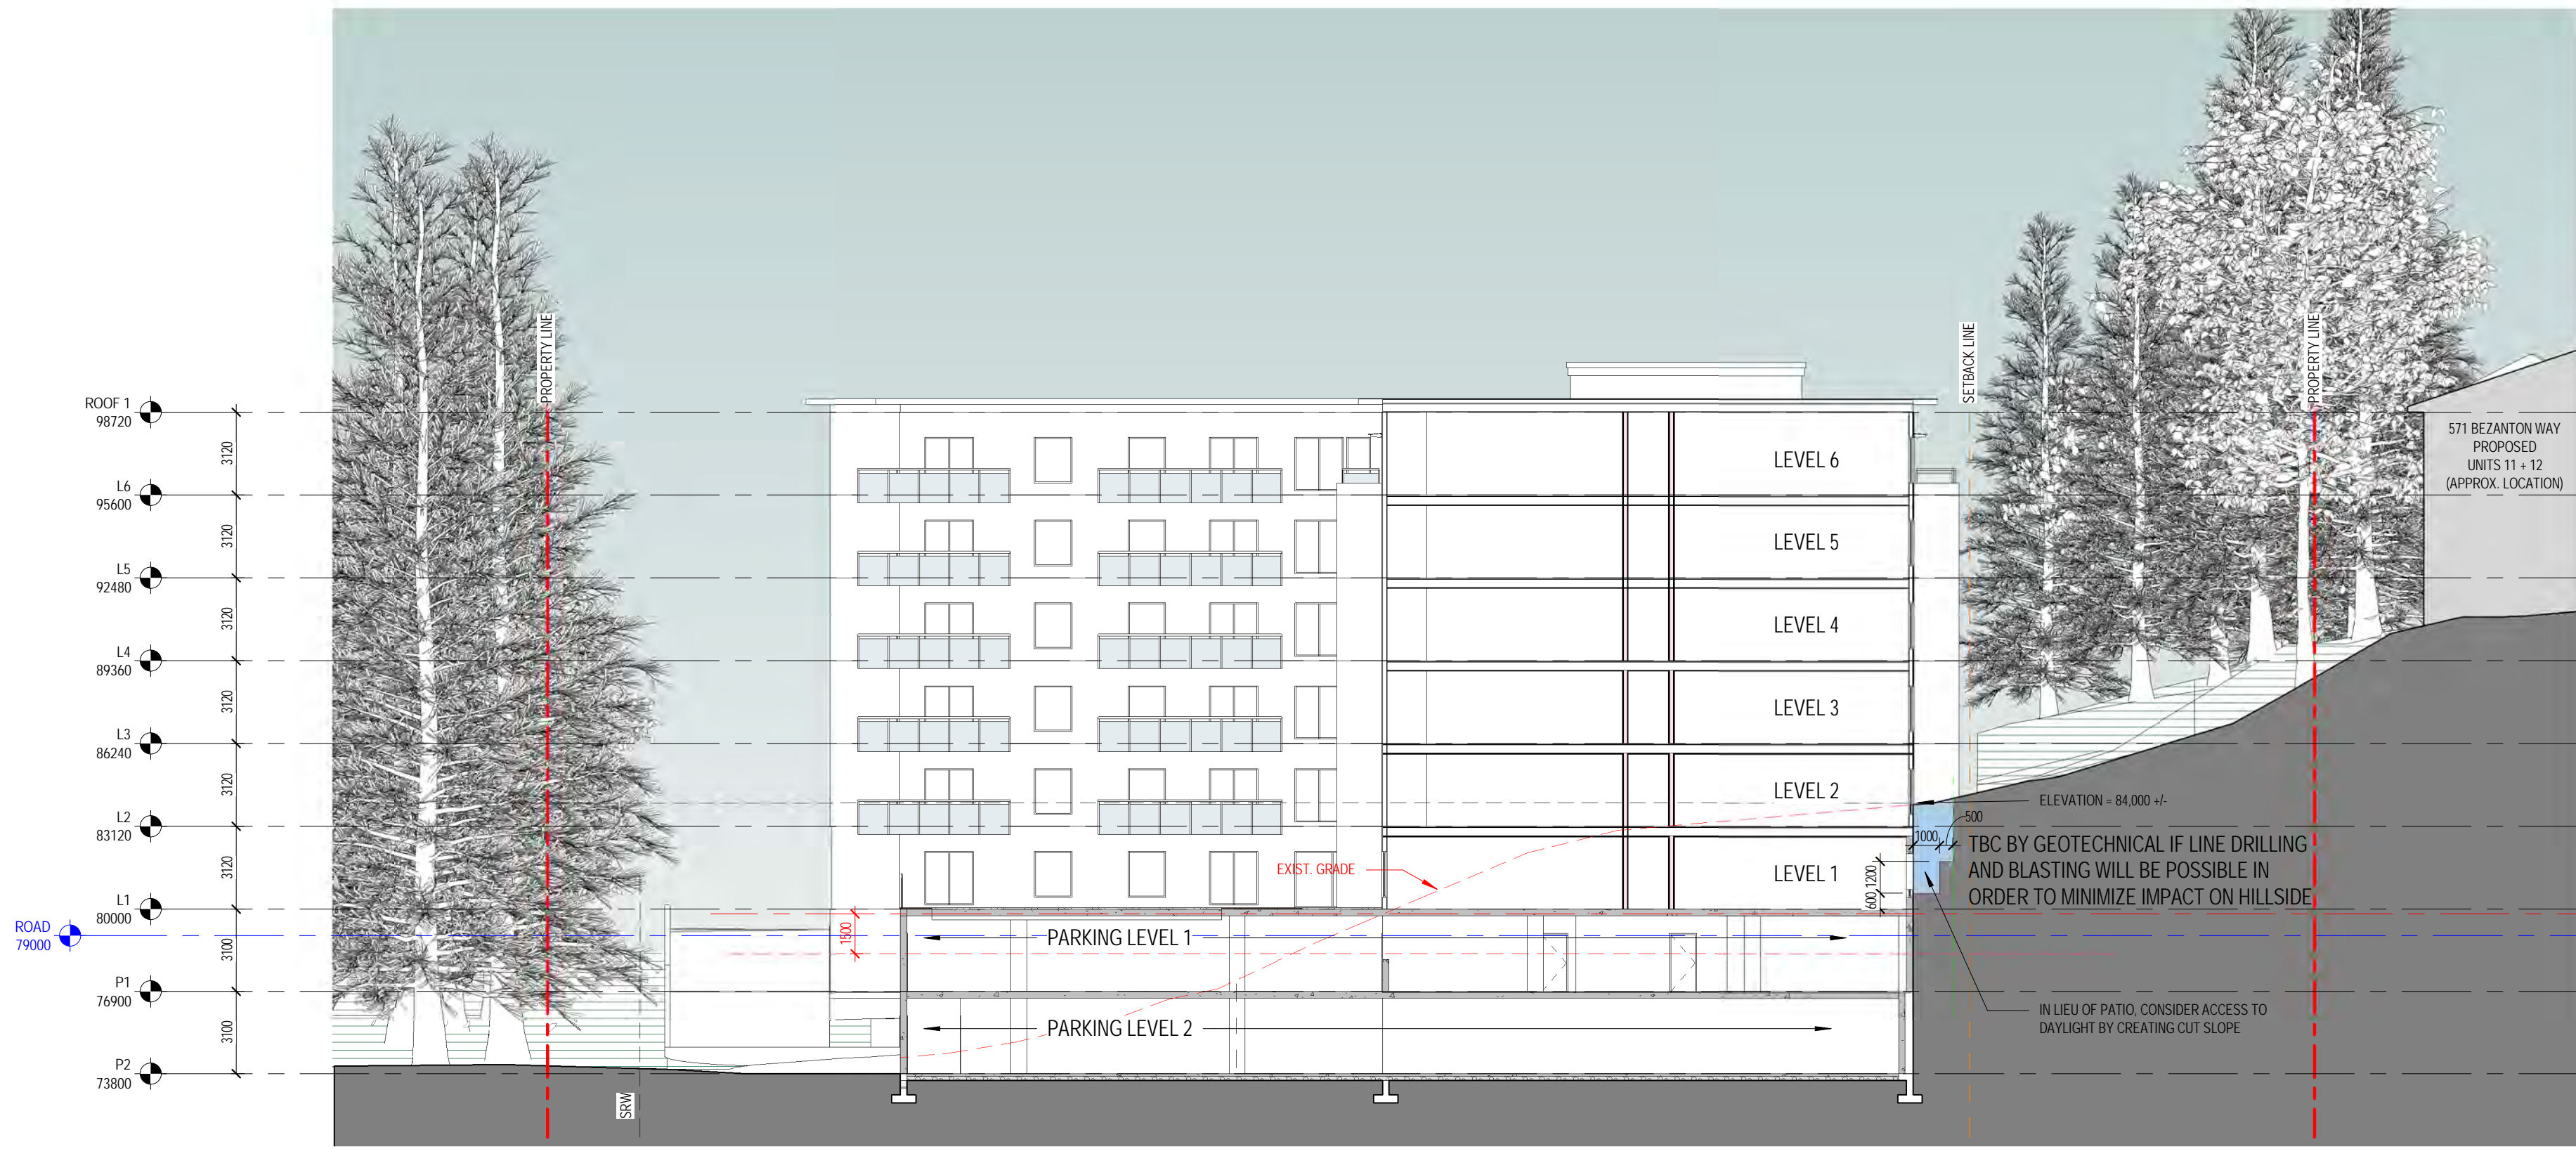 PROPERTY LINE
SETBACK LINE
PROPERTY LINE
ROOF 1
98720
3120
L6
95600
3120
L5
92480
3120
L4
89360
3120
L3
86240
3120
L2
83120
3120
L1
80000
ROAD
79000
3100
P1
76900
3100
P2
73800
SRW
LEVEL 6
LEVEL 5
LEVEL 4
LEVEL 3
LEVEL 2
LEVEL 1
EXIST. GRADE
1500
PARKING LEVEL 1
PARKING LEVEL 2
571 BEZANTON WAY
PROPOSED
UNITS 11 + 12
(APPROX. LOCATION)
ELEVATION = 84,000 +/-
500
1000
1200
600
TBC BY GEOTECHNICAL IF LINE DRILLING
AND BLASTING WILL BE POSSIBLE IN
ORDER TO MINIMIZE IMPACT ON HILLSIDE
IN LIEU OF PATIO, CONSIDER ACCESS TO
DAYLIGHT BY CREATING CUT SLOPE